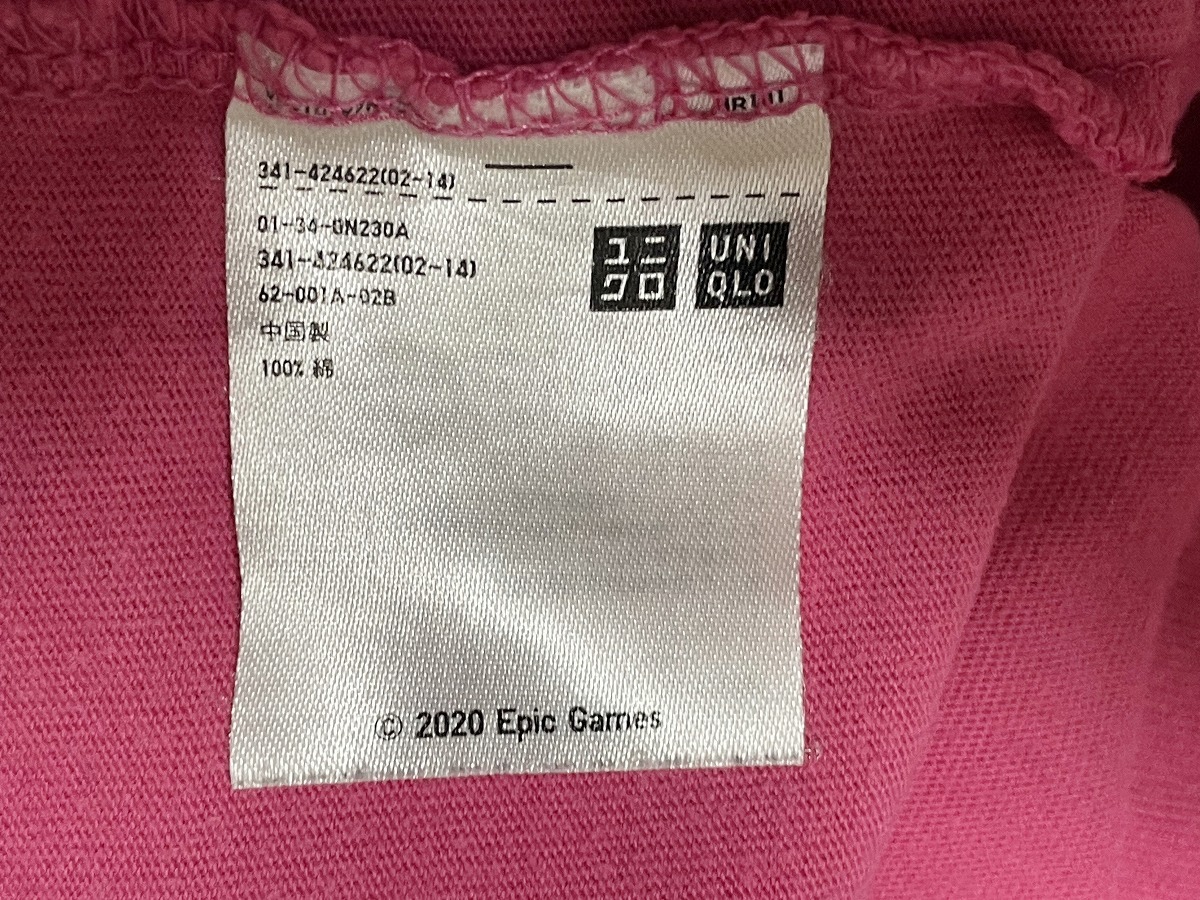 341-424622(02-14)
01-34-GN230A
341-424622(02-14)
62-001A-02B
中国製
100% 綿
ユニ
クロ
UNI
QLO
© 2020 Epic Games